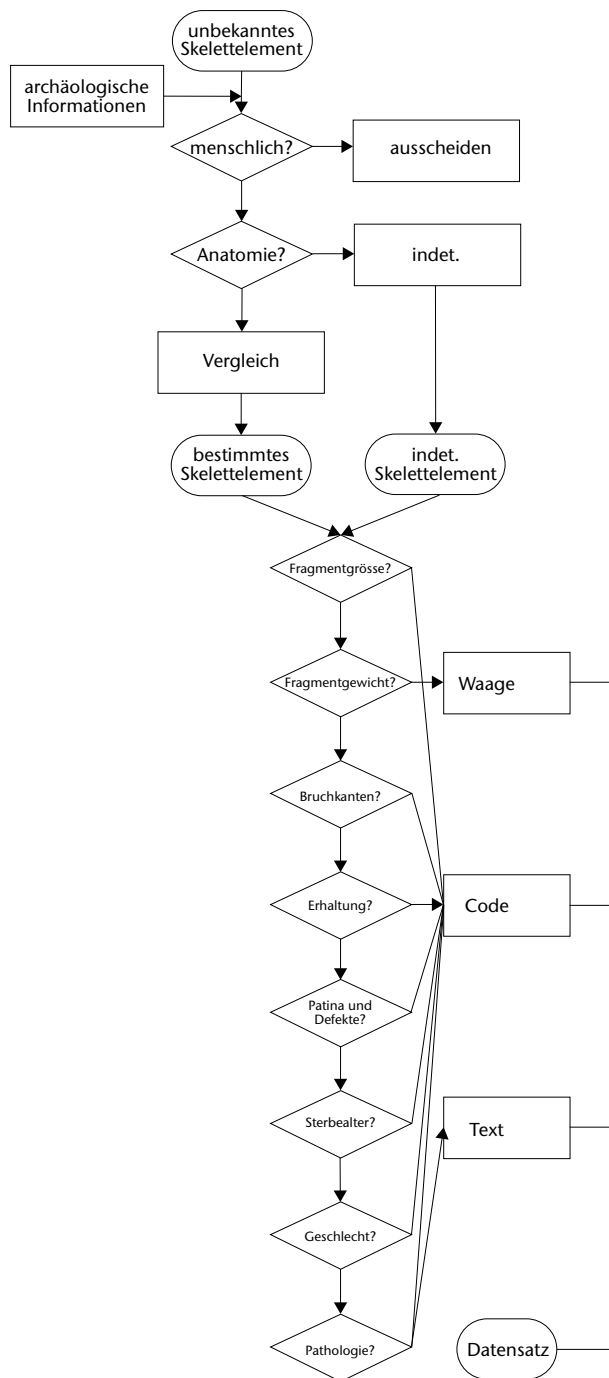 unbekanntes
Skelettelement
archäologische
Informationen
menschlich?
ausscheiden
Anatomie?
indet.
Vergleich
bestimmtes
Skelettelement
indet.
Skelettelement
Fragmentgrösse?
Fragmentgewicht?
Waage
Bruchkanten?
Erhaltung?
Code
Patina und
Defekte?
Sterbealter?
Text
Geschlecht?
Pathologie?
Datensatz